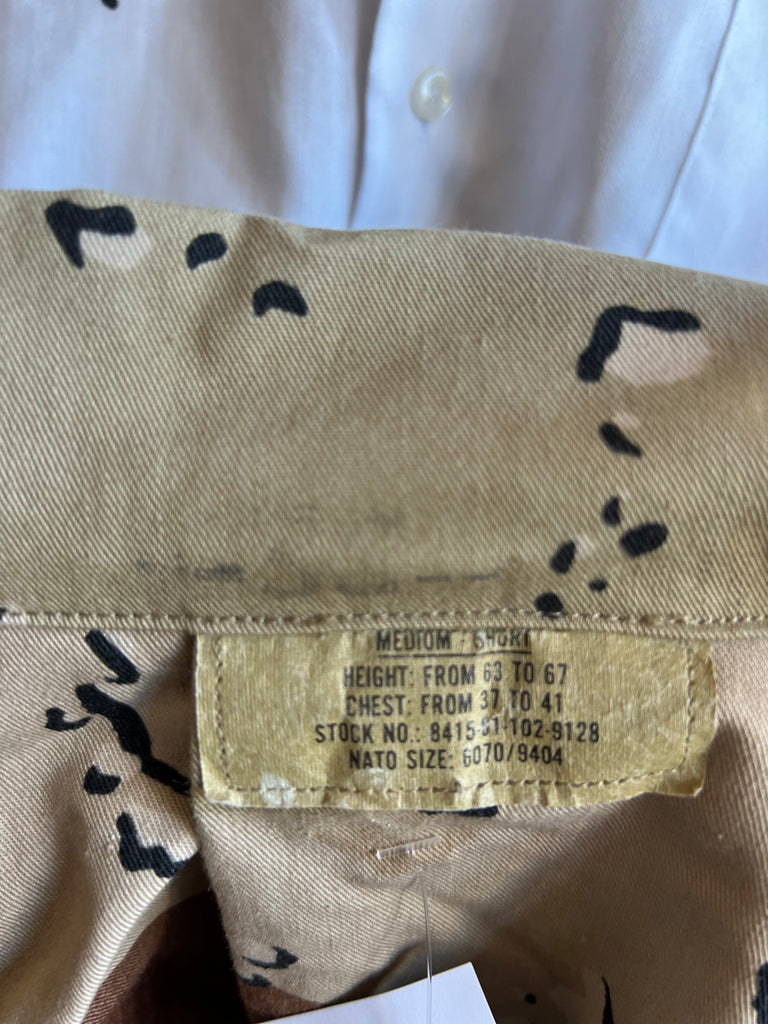 MEDIUM - SHORT
HEIGHT: FROM 63 TO 67
CHEST: FROM 37 TO 41
STOCK NO.: 8415-01-102-9128
NATO SIZE: 6070/9404